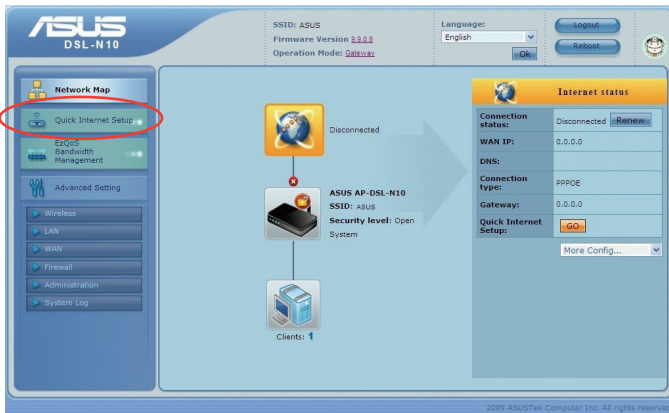 ASUS
DSL-N10
SSID: ASUS
Firmware Version 9.9.0.8
Operation Mode: Gateway
Language:
English
Ok
Logout
Reboot
Network Map
Quick Internet Setup
EzQoS
Bandwidth
Management
Advanced Setting
Wireless
LAN
WAN
Firewall
Administration
System Log
Disconnected
ASUS AP-DSL-N10
SSID: ASUS
Security level: Open
System
Clients: 1
Internet status
Connection
status:
Disconnected
Renew
WAN IP:
0.0.0.0
DNS:
Connection
type:
PPPOE
Gateway:
0.0.0.0
Quick Internet
Setup:
GO
More Config...
2009 ASUSTek Computer Inc. All rights reserve